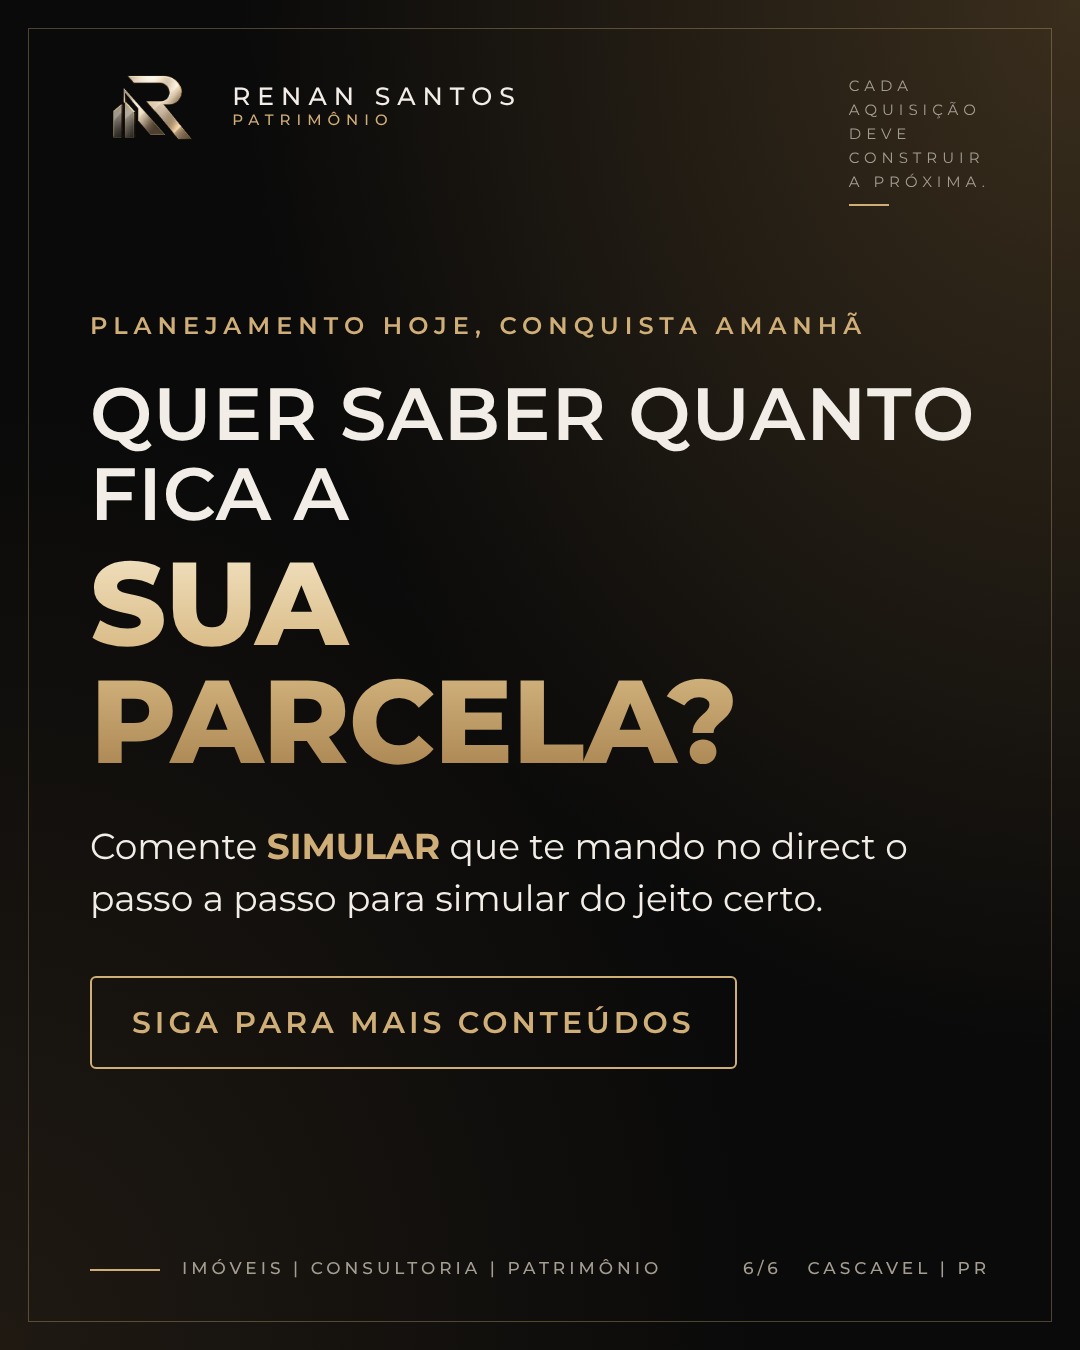 RENAN SANTOS
PATRIMÔNIO
CADA
AQUISIÇÃO
DEVE
CONSTRUIR
A PRÓXIMA.
PLANEJAMENTO HOJE, CONQUISTA AMANHÃ
QUER SABER QUANTO
FICA A
SUA
PARCELA?
Comente SIMULAR que te mando no direct o
passo a passo para simular do jeito certo.
SIGA PARA MAIS CONTEÚDOS
IMÓVEIS | CONSULTORIA | PATRIMÔNIO 6/6 CASCAVEL | PR